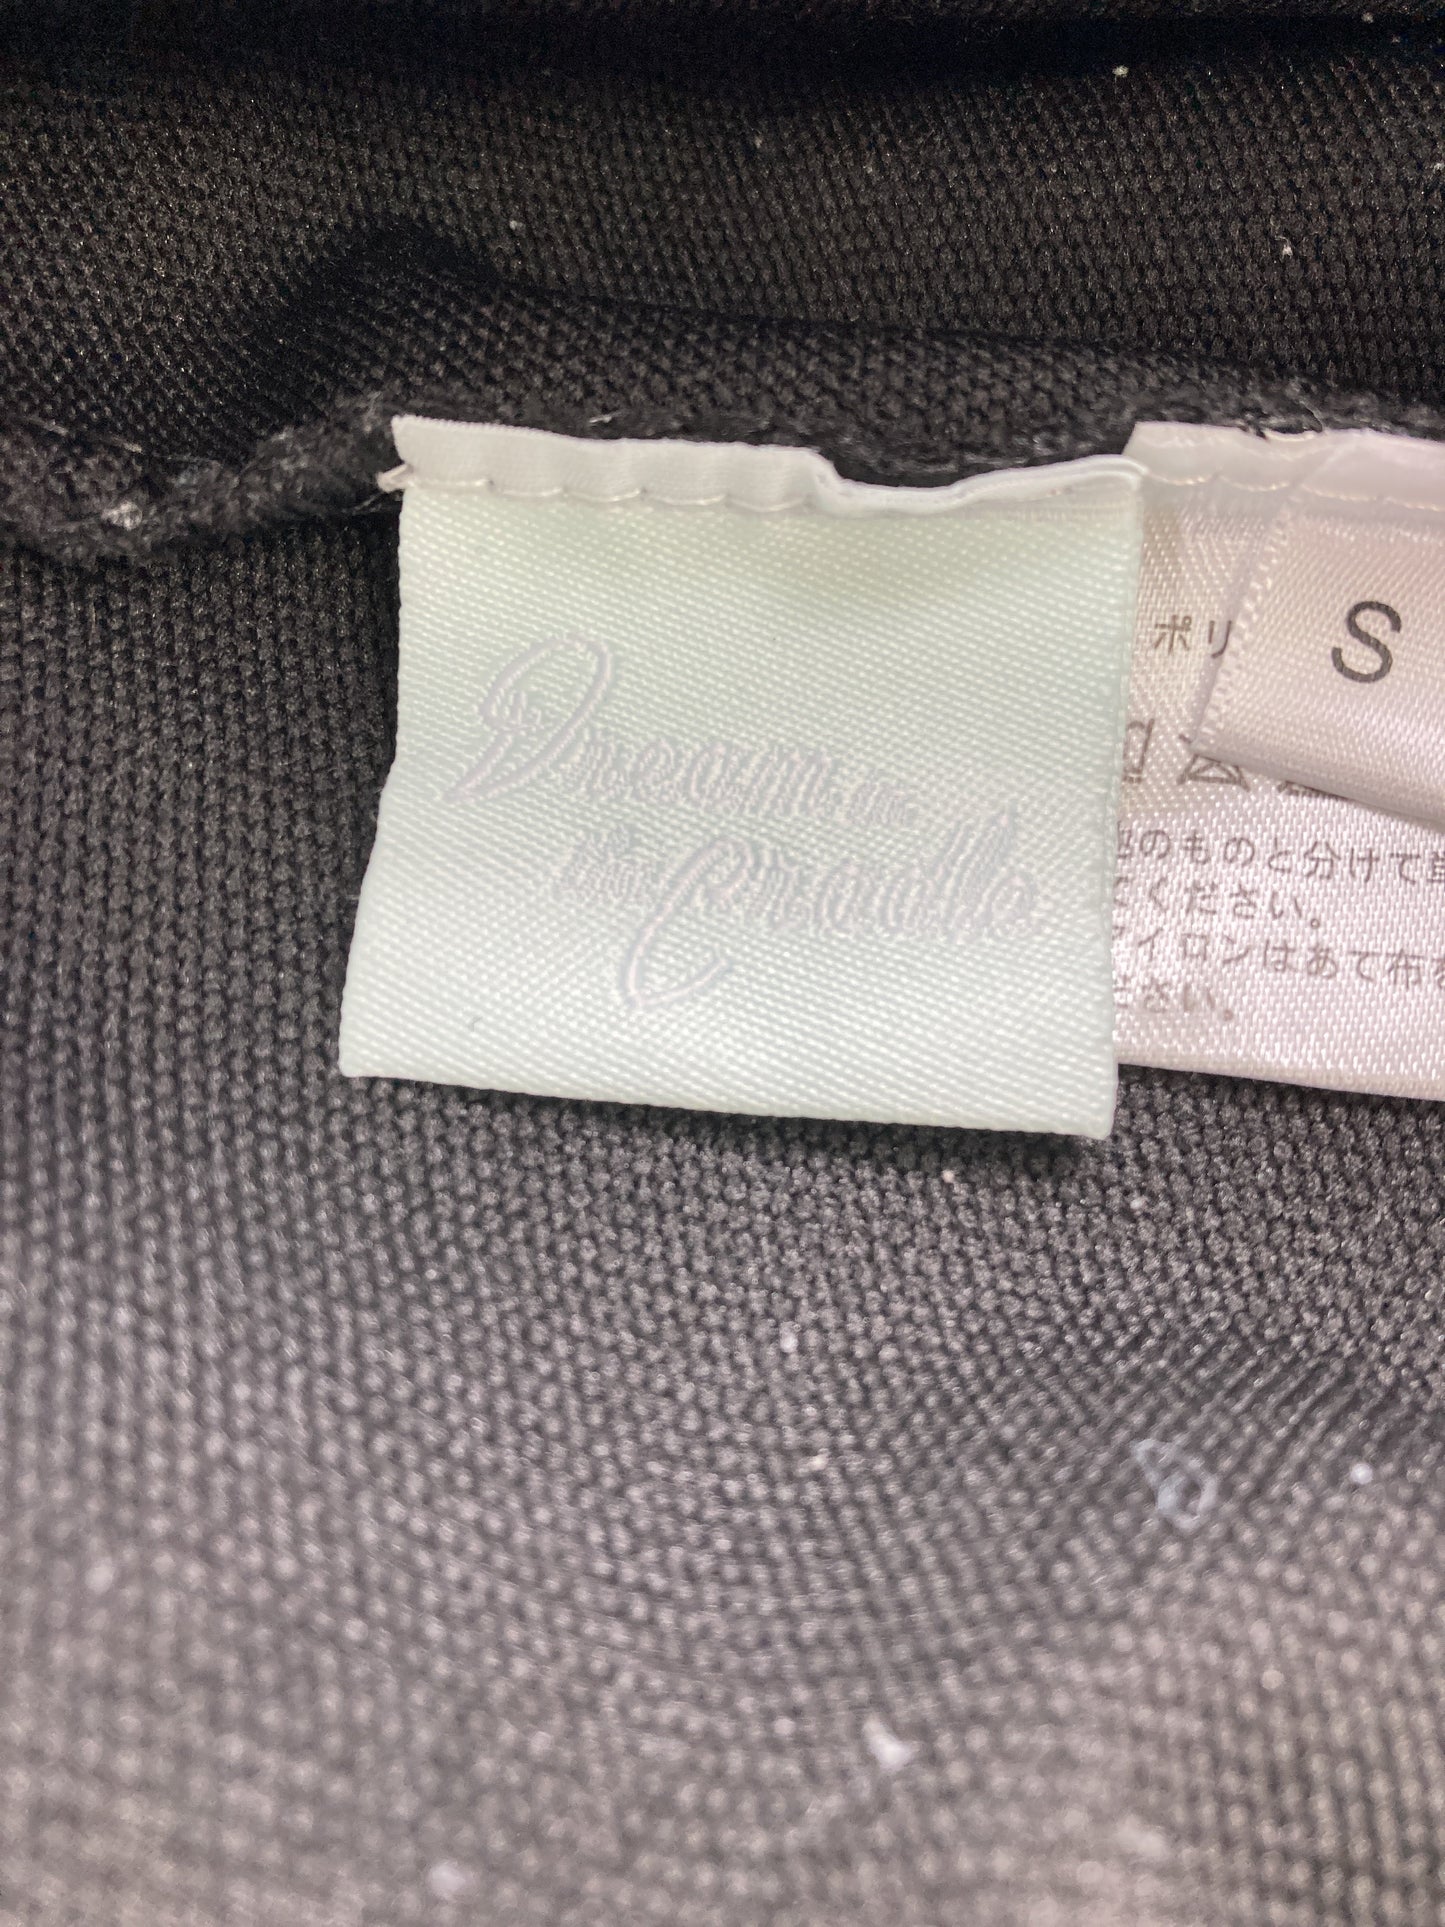 Dream
in Cradle
S
ポリ
のものと分けて
ください。
イロンはあて布
さい。